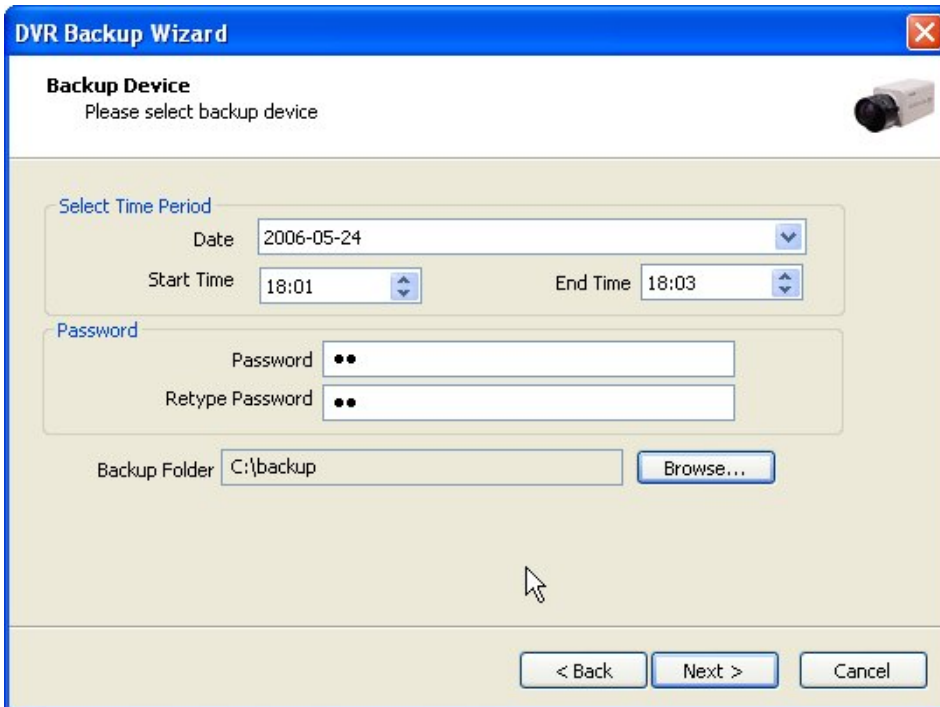 DVR Backup Wizard
Backup Device
Please select backup device
Select Time Period
Date 2006-05-24
Start Time 18:01 End Time 18:03
Password
Password ••
Retype Password ••
Backup Folder C:\backup Browse...
< Back Next > Cancel